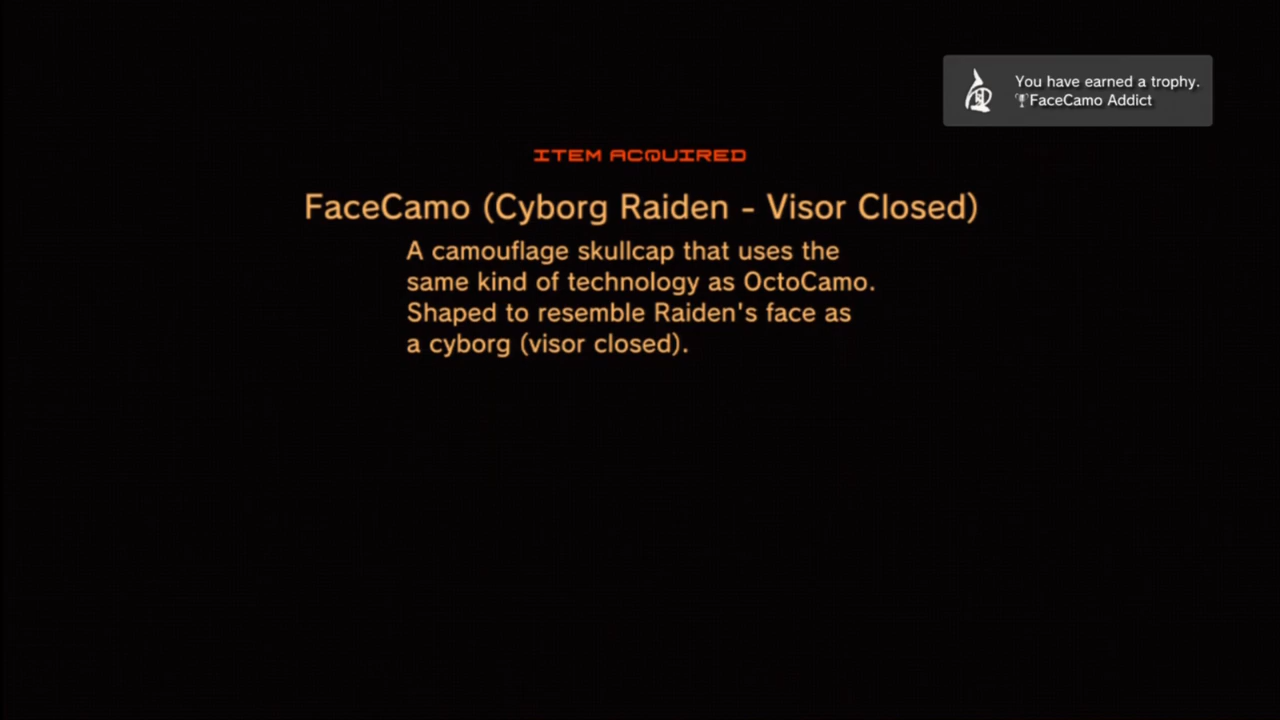 You have earned a trophy.
FaceCamo Addict
ITEM ACQUIRED
FaceCamo (Cyborg Raiden - Visor Closed)
A camouflage skullcap that uses the
same kind of technology as OctoCamo.
Shaped to resemble Raiden's face as
a cyborg (visor closed).